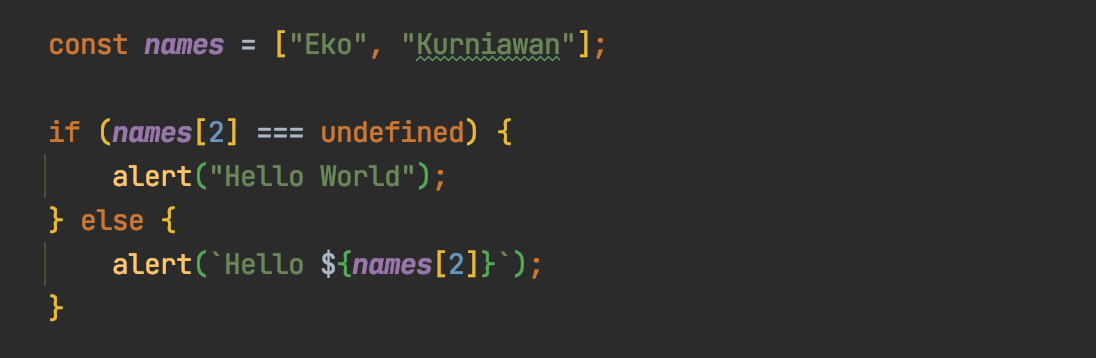 const names = ["Eko", "Kurniawan"];
if (names[2] === undefined) {
alert("Hello World");
} else {
alert(`Hello ${names[2]}`);
}